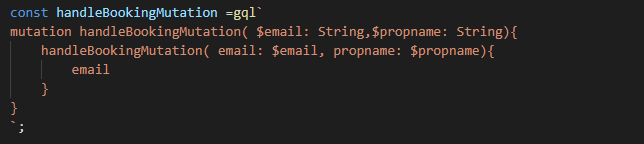 const handleBookingMutation =gql`
mutation handleBookingMutation( $email: String,$propname: String){
    handleBookingMutation( email: $email, propname: $propname){
        email
    }
}
`;